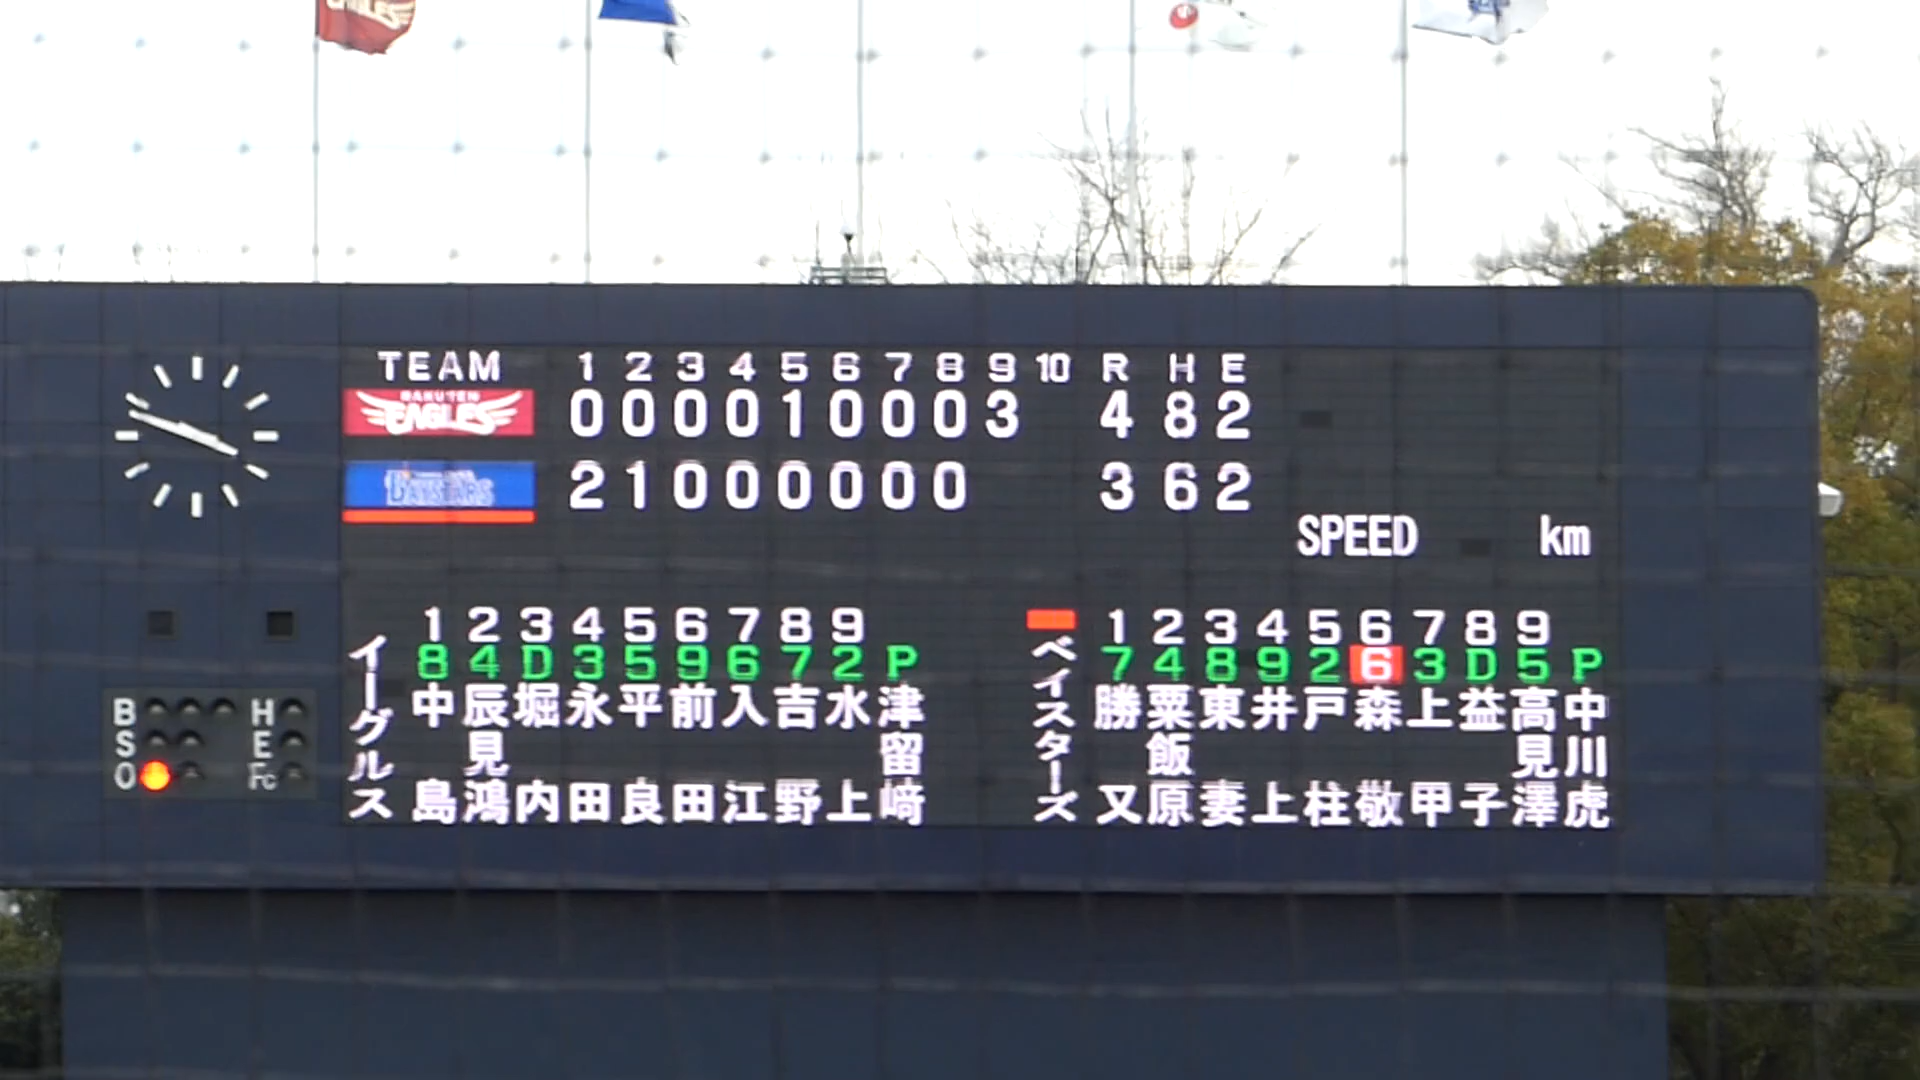 EAGLES
TEAM 1 2 3 4 5 6 7 8 9 10 R H E
RAKUTEN EAGLES 0 0 0 0 1 0 0 0 3 4 8 2
BAYSTARS 2 1 0 0 0 0 0 0 3 6 2
SPEED km
イーグルス
1 2 3 4 5 6 7 8 9
8 4 D 3 5 9 6 7 2 P
中島 辰見鴻 堀内 永田 平良 前田 入江 吉野 水上 津留﨑
ベイスターズ
1 2 3 4 5 6 7 8 9
7 4 8 9 2 6 3 D 5 P
勝又 粟飯原 東妻 井上 戸柱 森敬 上甲 益子 高見澤 中川虎
B H
S E
O Fc